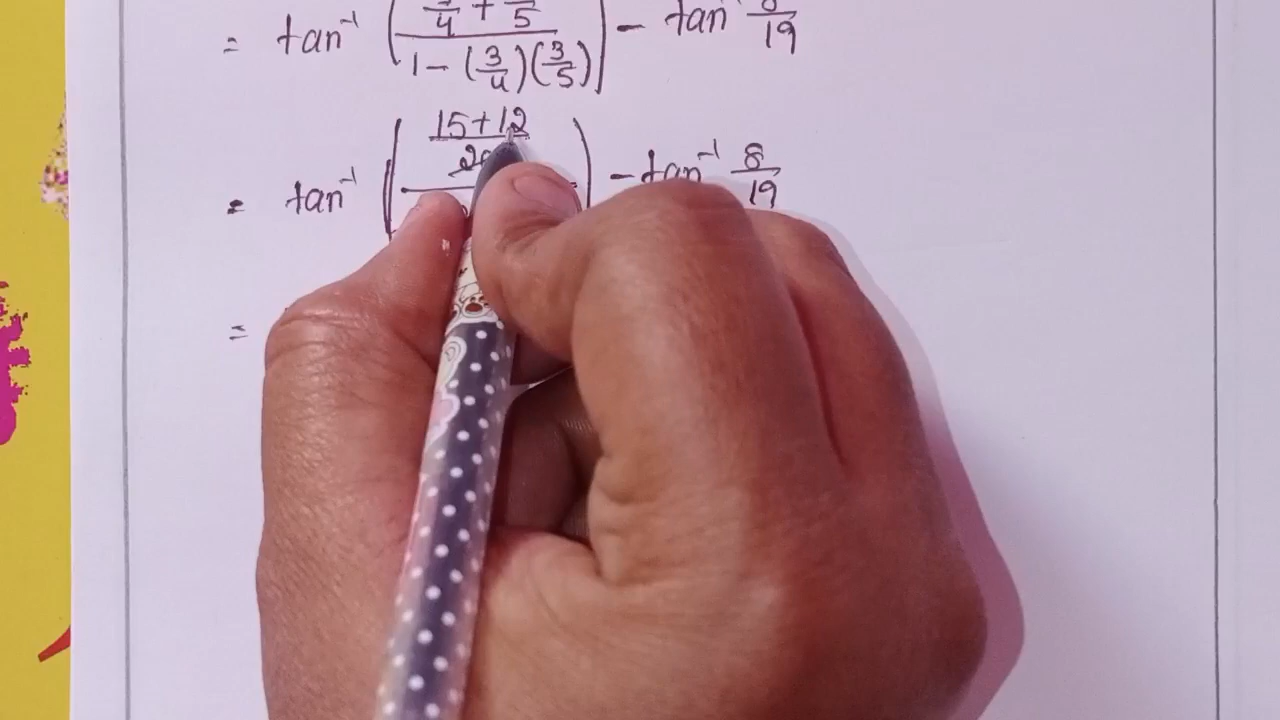 = tan⁻¹ ( (3/4 + 3/5) / (1 - (3/4)(3/5)) ) - tan⁻¹ 8/19
= tan⁻¹ ( (15+12 / 20) / ) - tan⁻¹ 8/19
=